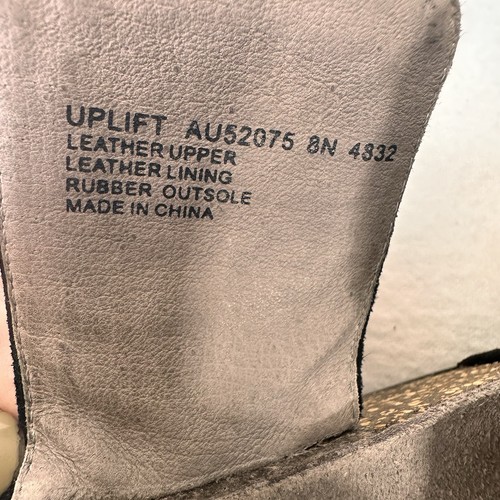 UPLIFT AU52075 8N 4832
LEATHER UPPER
LEATHER LINING
RUBBER OUTSOLE
MADE IN CHINA